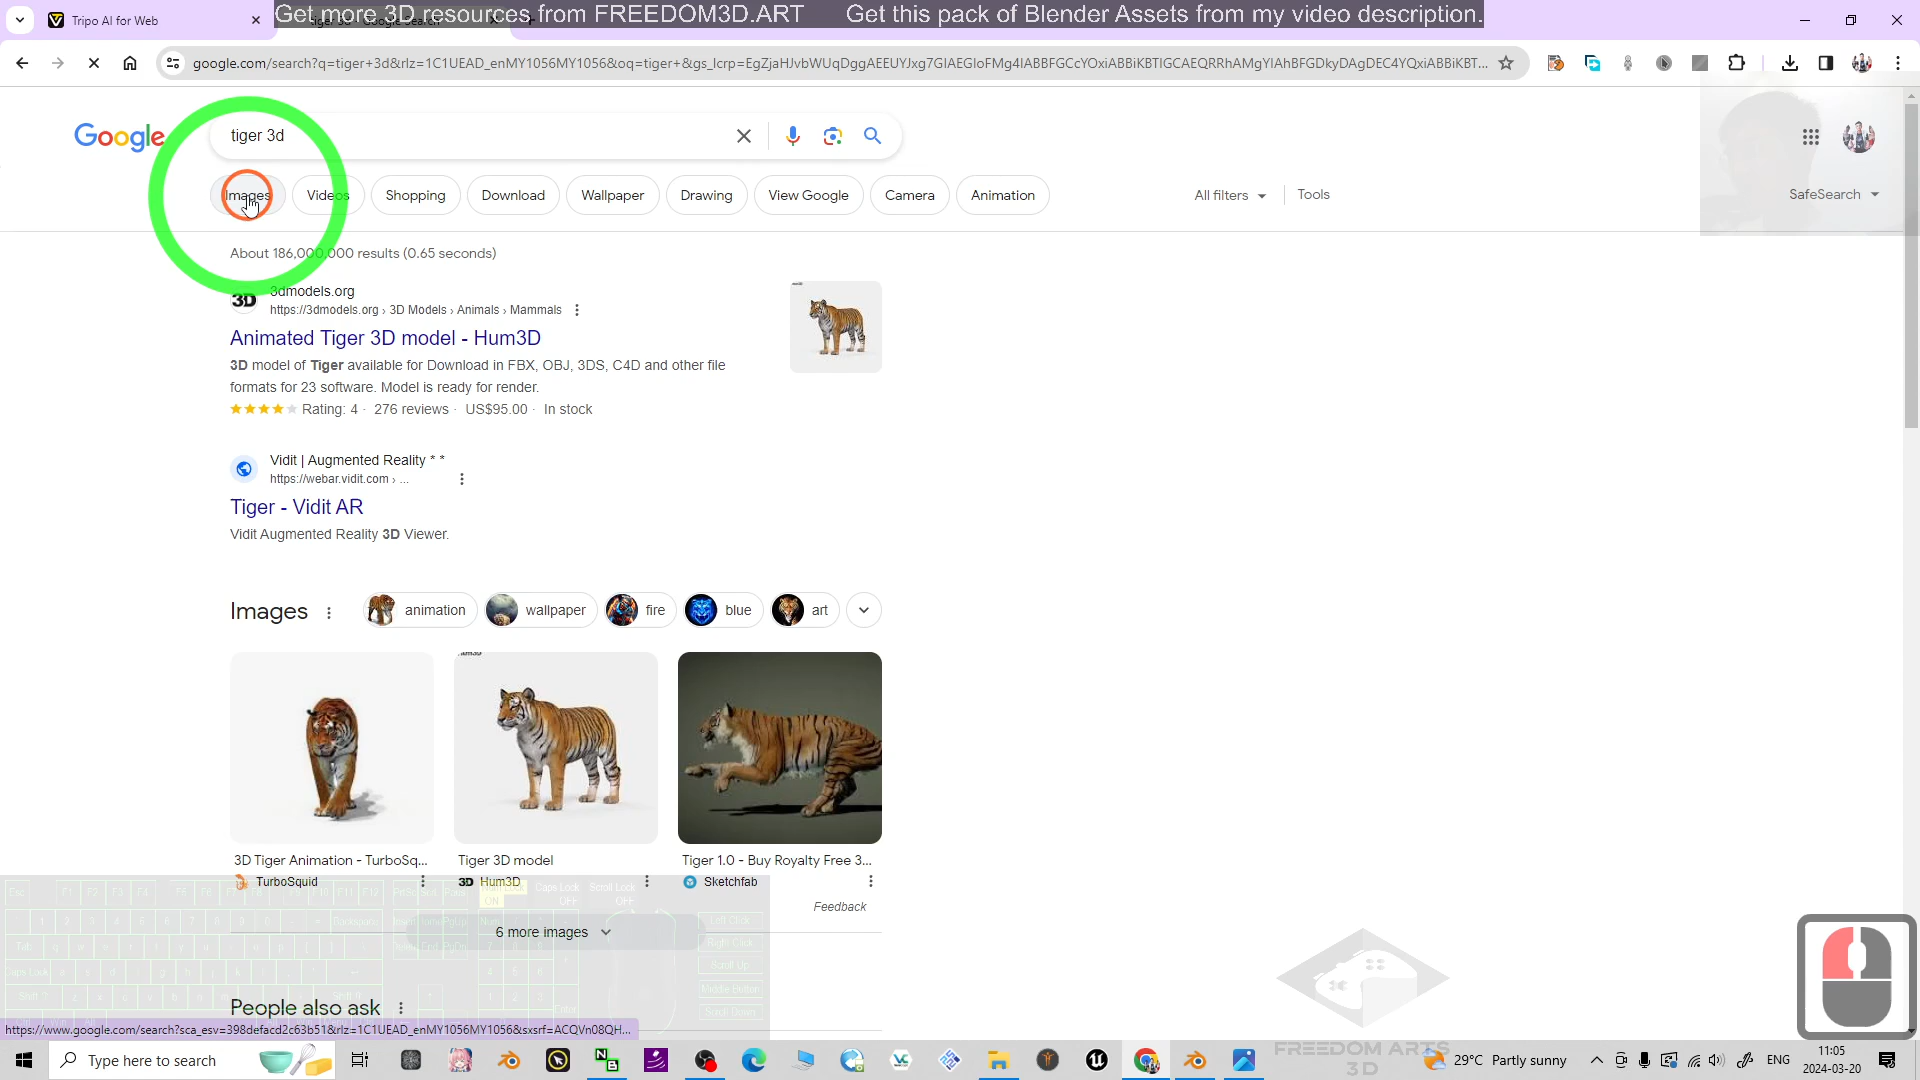 Get more 3D resources from FREEDOM3D.ART Get this pack of Blender Assets from my video description.
Tripo AI for Web
google.com/search?q=tiger+3d&rlz=1C1UEAD_enMY1056MY1056&oq=tiger+&gs_lcrp=EgZjaHJvbWUqDggAEEUYJxg7GIAEGIoFMg4IABBFGCcYOxiABBiKBTIGCAEQRRhAMgYIAhBFGDkyDAgDEC4YQxiABBiKBT...
Google
tiger 3d
Images
Videos
Shopping
Download
Wallpaper
Drawing
View Google
Camera
Animation
All filters
Tools
SafeSearch
About 186,000,000 results (0.65 seconds)
3D
3dmodels.org
https://3dmodels.org › 3D Models › Animals › Mammals
Animated Tiger 3D model - Hum3D
3D model of Tiger available for Download in FBX, OBJ, 3DS, C4D and other file
formats for 23 software. Model is ready for render.
Rating: 4 · 276 reviews · US$95.00 · In stock
Vidit | Augmented Reality * *
https://webar.vidit.com › ...
Tiger - Vidit AR
Vidit Augmented Reality 3D Viewer.
Images
animation
wallpaper
fire
blue
art
3D Tiger Animation - TurboSq...
Tiger 3D model
Tiger 1.0 - Buy Royalty Free 3...
TurboSquid
3D Hum3D
Sketchfab
Feedback
6 more images
People also ask
https://www.google.com/search?sca_esv=398defacd2c63b51&rlz=1C1UEAD_enMY1056MY1056&sxsrf=ACQVn08QH...
Type here to search
FREEDOM ARTS
3D
29°C Partly sunny
ENG
11:05
2024-03-20